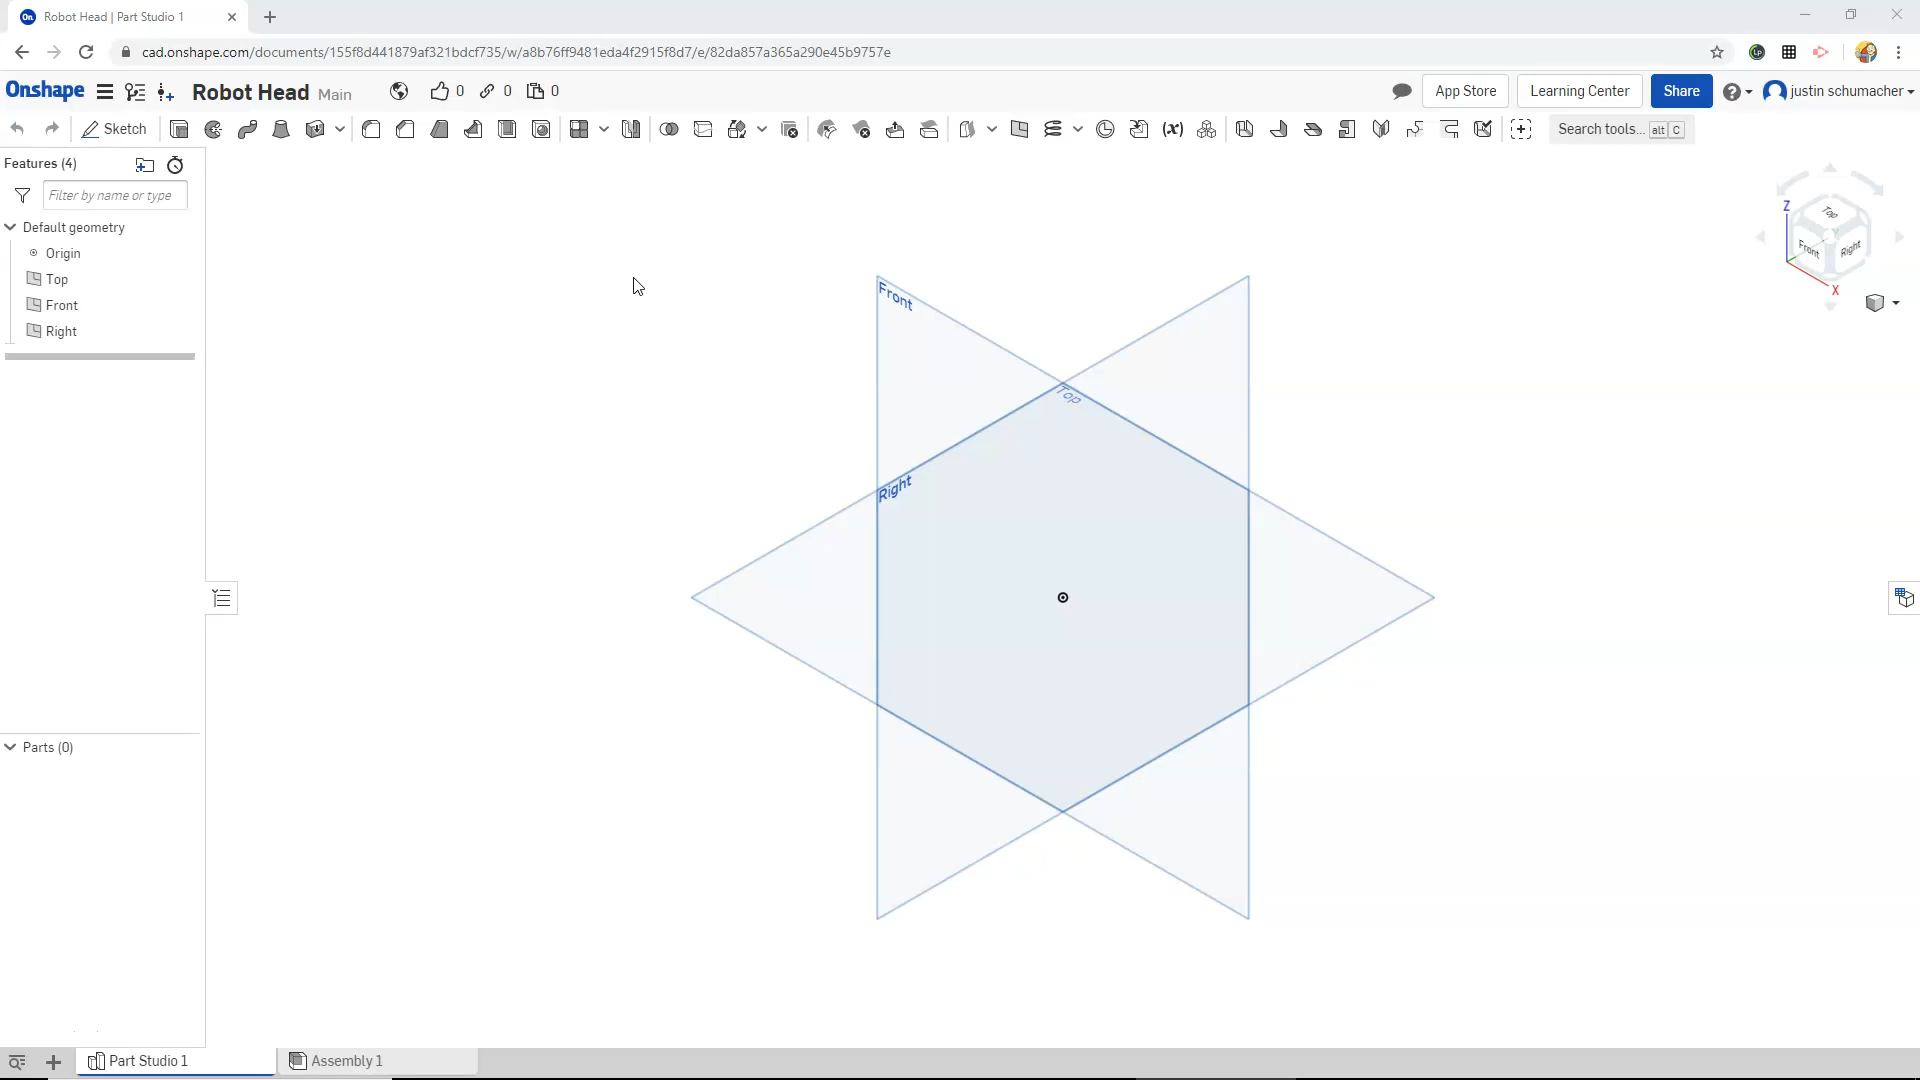 Robot Head | Part Studio 1
cad.onshape.com/documents/155f8d441879af321bdcf735/w/a8b76ff9481eda4f2915f8d7/e/82da857a365a290e45b9757e
Onshape Robot Head Main 0 0 0 App Store Learning Center Share justin schumacher
Sketch (x) Search tools... alt C
Features (4)
Filter by name or type
Default geometry
Origin
Top
Front
Right
Front
Top
Right
Z
Top
Front
Right
X
Parts (0)
Part Studio 1 Assembly 1